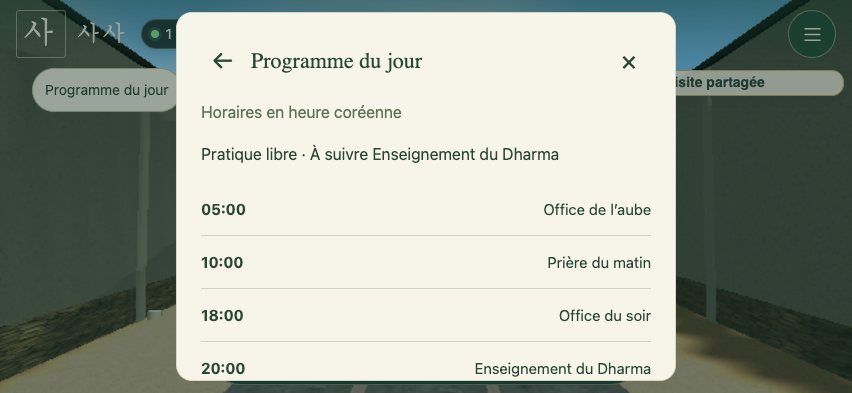 사 사사 1
Programme du jour
isite partagée
Programme du jour
Horaires en heure coréenne
Pratique libre · À suivre Enseignement du Dharma
05:00 Office de l’aube
10:00 Prière du matin
18:00 Office du soir
20:00 Enseignement du Dharma